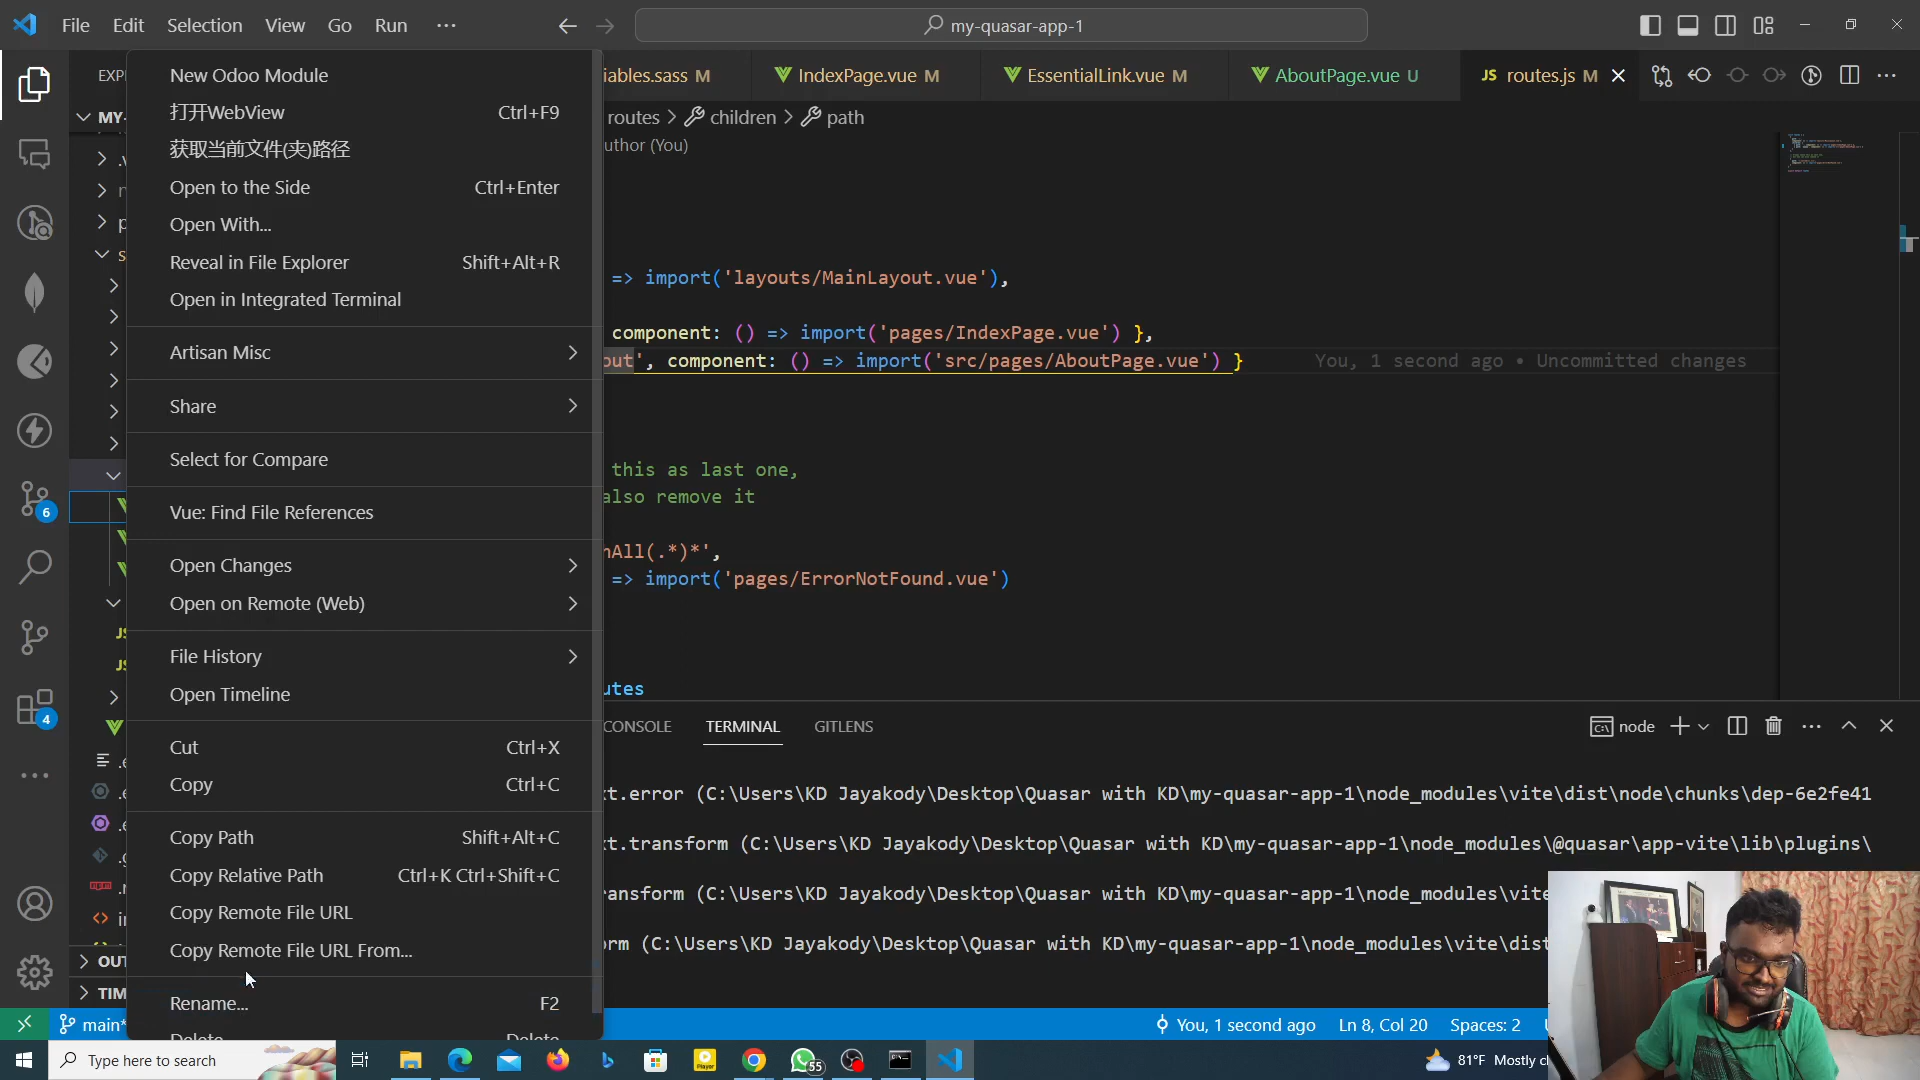 File Edit Selection View Go Run ···
my-quasar-app-1
EXPL
iables.sass M
IndexPage.vue M
EssentialLink.vue M
AboutPage.vue U
JS routes.js M
MY-
routes > children > path
uthor (You)
New Odoo Module
打开WebView Ctrl+F9
获取当前文件(夹)路径
Open to the Side Ctrl+Enter
Open With...
Reveal in File Explorer Shift+Alt+R
Open in Integrated Terminal
Artisan Misc
Share
Select for Compare
Vue: Find File References
Open Changes
Open on Remote (Web)
File History
Open Timeline
Cut Ctrl+X
Copy Ctrl+C
Copy Path Shift+Alt+C
Copy Relative Path Ctrl+K Ctrl+Shift+C
Copy Remote File URL
Copy Remote File URL From...
Rename... F2
Delete Delete
=> import('layouts/MainLayout.vue'),
component: () => import('pages/IndexPage.vue') },
out', component: () => import('src/pages/AboutPage.vue') } You, 1 second ago • Uncommitted changes
this as last one,
also remove it
hAll(.*)*',
=> import('pages/ErrorNotFound.vue')
utes
CONSOLE TERMINAL GITLENS
node
xt.error (C:\Users\KD Jayakody\Desktop\Quasar with KD\my-quasar-app-1\node_modules\vite\dist\node\chunks\dep-6e2fe41
xt.transform (C:\Users\KD Jayakody\Desktop\Quasar with KD\my-quasar-app-1\node_modules\@quasar\app-vite\lib\plugins\
ansform (C:\Users\KD Jayakody\Desktop\Quasar with KD\my-quasar-app-1\node_modules\vite
rm (C:\Users\KD Jayakody\Desktop\Quasar with KD\my-quasar-app-1\node_modules\vite\dist
6
4
OUT
TIM
main*
You, 1 second ago Ln 8, Col 20 Spaces: 2
Type here to search
55
81°F Mostly cl